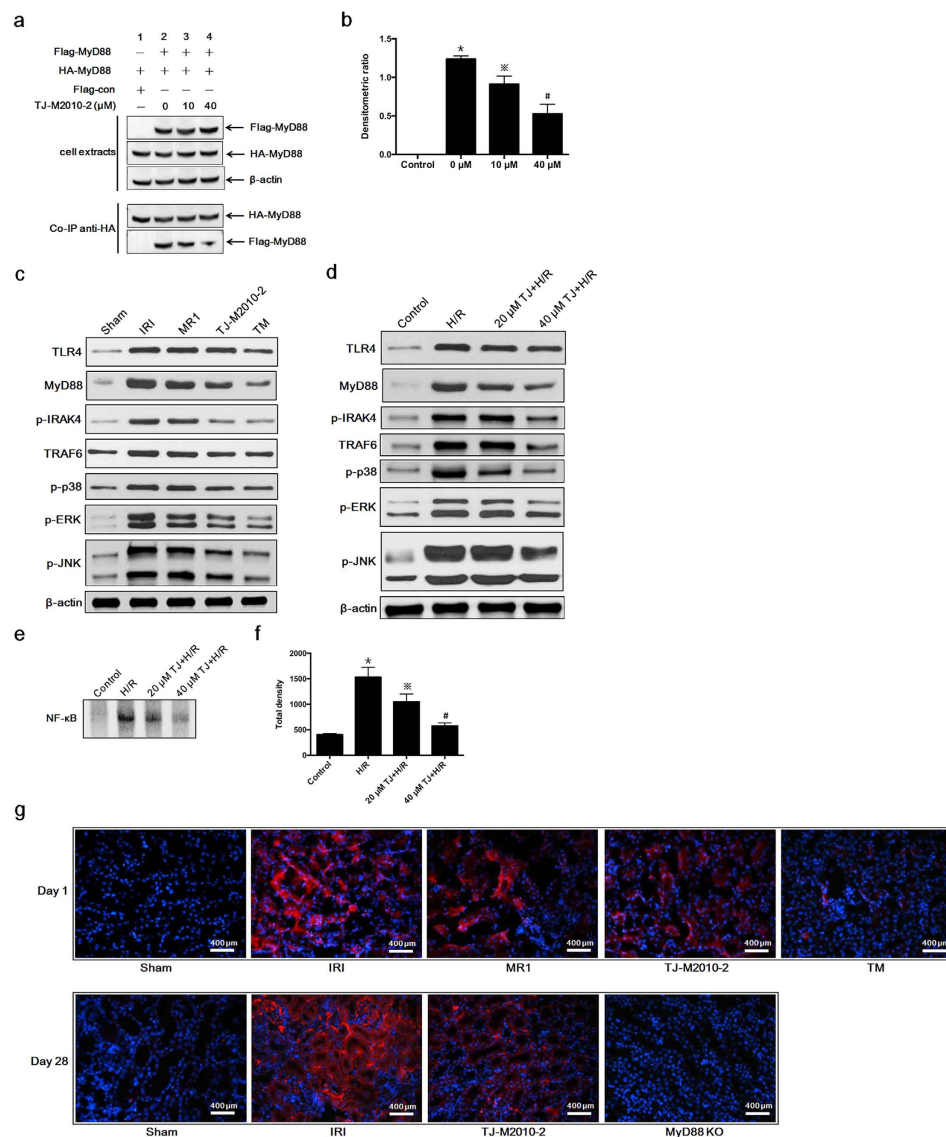 a
1 2 3 4
Flag-MyD88 — + + +
HA-MyD88 + + + +
Flag-con + — — —
TJ-M2010-2 (μM) — 0 10 40
cell extracts
Flag-MyD88
HA-MyD88
β-actin
Co-IP anti-HA
HA-MyD88
Flag-MyD88
b
Densitometric ratio
1.5
1.0
0.5
0.0
* ※ #
Control 0 μM 10 μM 40 μM
c
Sham IRI MR1 TJ-M2010-2 TM
TLR4
MyD88
p-IRAK4
TRAF6
p-p38
p-ERK
p-JNK
β-actin
d
Control H/R 20 μM TJ+H/R 40 μM TJ+H/R
TLR4
MyD88
p-IRAK4
TRAF6
p-p38
p-ERK
p-JNK
β-actin
e
Control H/R 20 μM TJ+H/R 40 μM TJ+H/R
NF-κB
f
Total density
2000
1500
1000
500
0
* ※ #
Control H/R 20 μM TJ+H/R 40 μM TJ+H/R
g
Day 1
400 μm 400 μm 400 μm 400 μm 400 μm
Sham IRI MR1 TJ-M2010-2 TM
Day 28
400 μm 400 μm 400 μm 400 μm
Sham IRI TJ-M2010-2 MyD88 KO